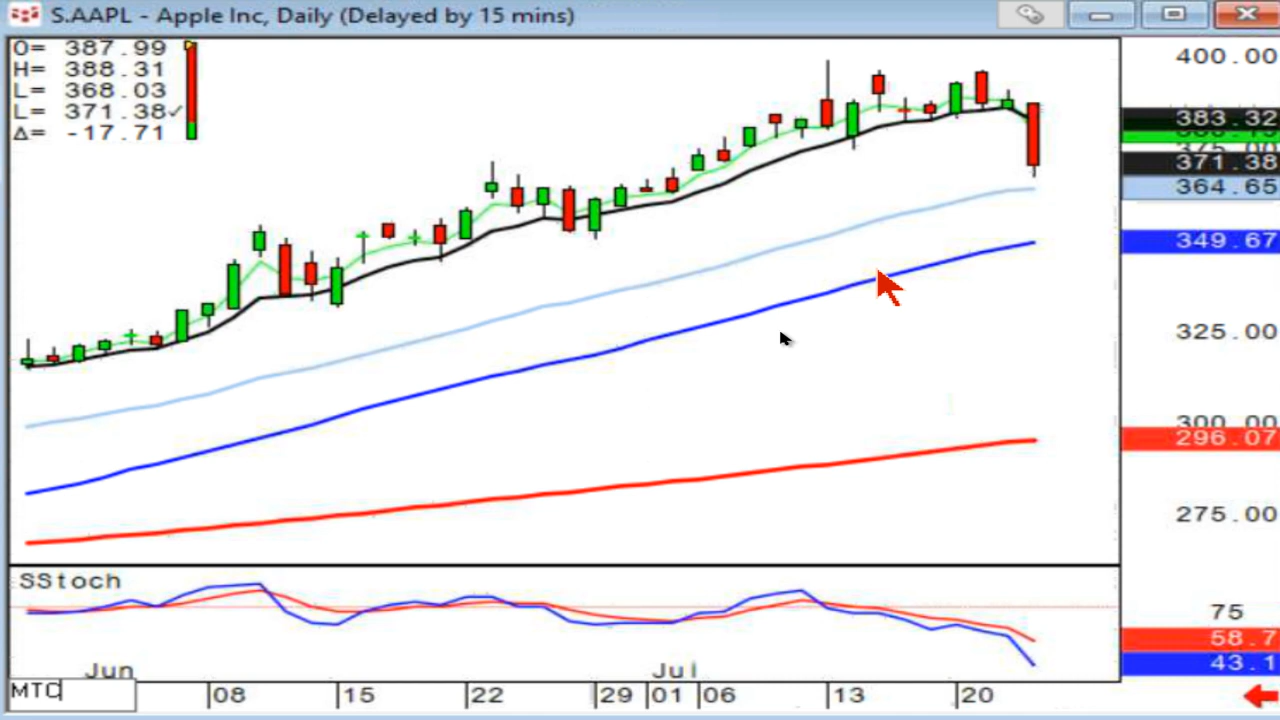 S.AAPL - Apple Inc, Daily (Delayed by 15 mins)
O= 387.99
H= 388.31
L= 368.03
L= 371.38✓
Δ= -17.71
400.00
383.32
375.00
371.38
364.65
349.67
325.00
300.00
296.07
275.00
SStoch
75
58.7
43.1
Jun Jul
MTC 08 15 22 29 01 06 13 20